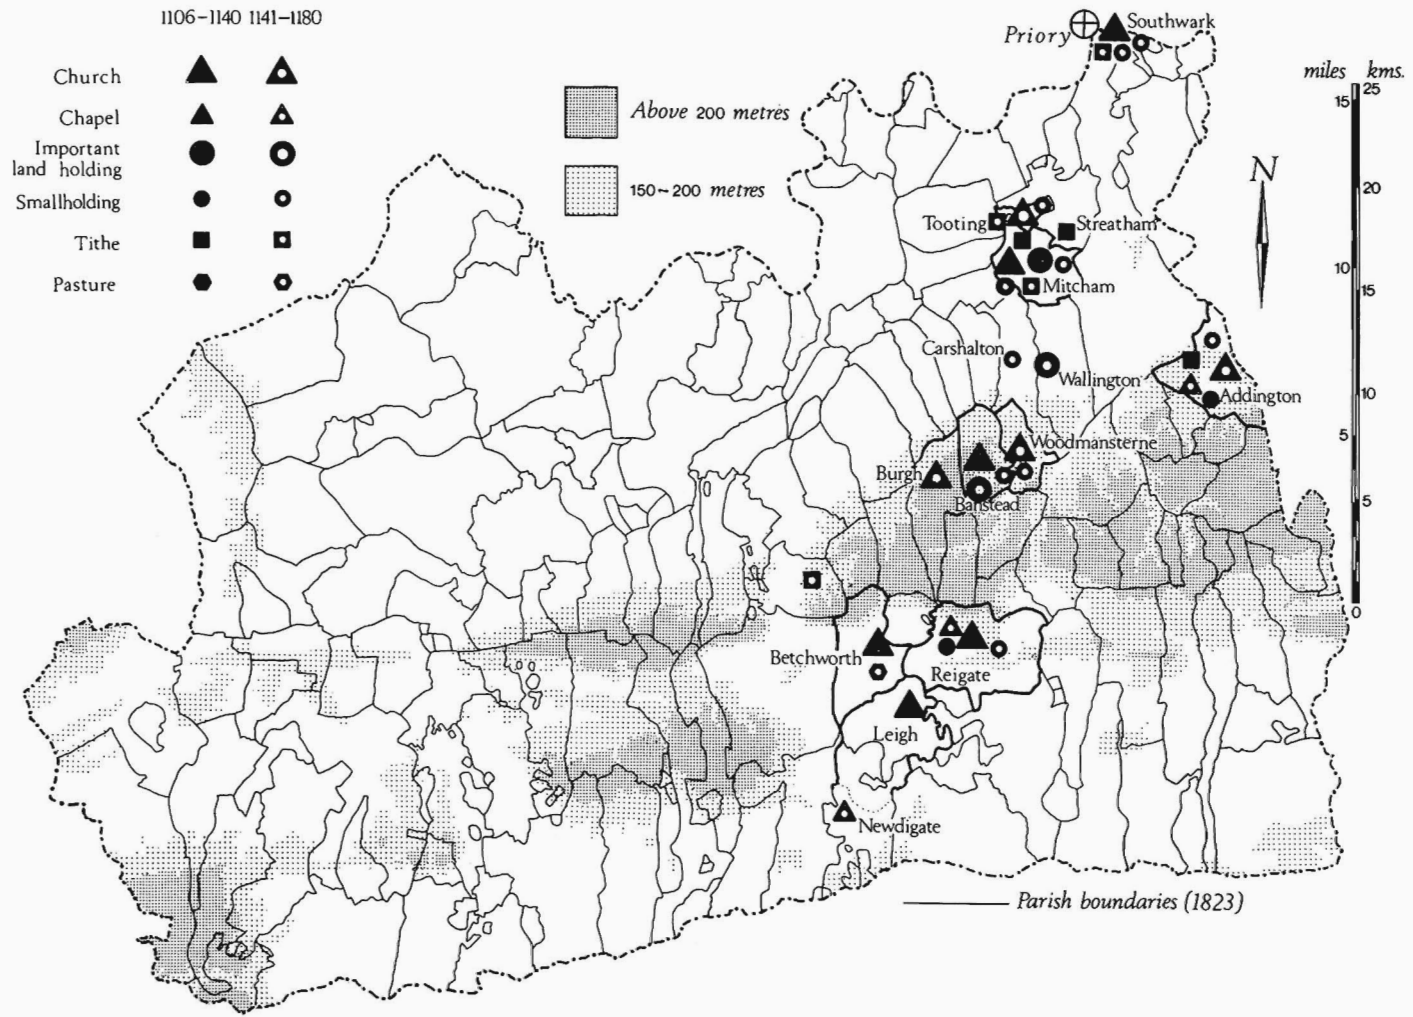 1106–1140 1141–1180
Church
Chapel
Important
land holding
Smallholding
Tithe
Pasture
Above 200 metres
150–200 metres
Priory
Southwark
miles kms.
25
15
20
10
15
10
5
5
0
N
Tooting
Streatham
Mitcham
Carshalton
Wallington
Addington
Woodmansterne
Burgh
Banstead
Betchworth
Reigate
Leigh
Newdigate
Parish boundaries (1823)